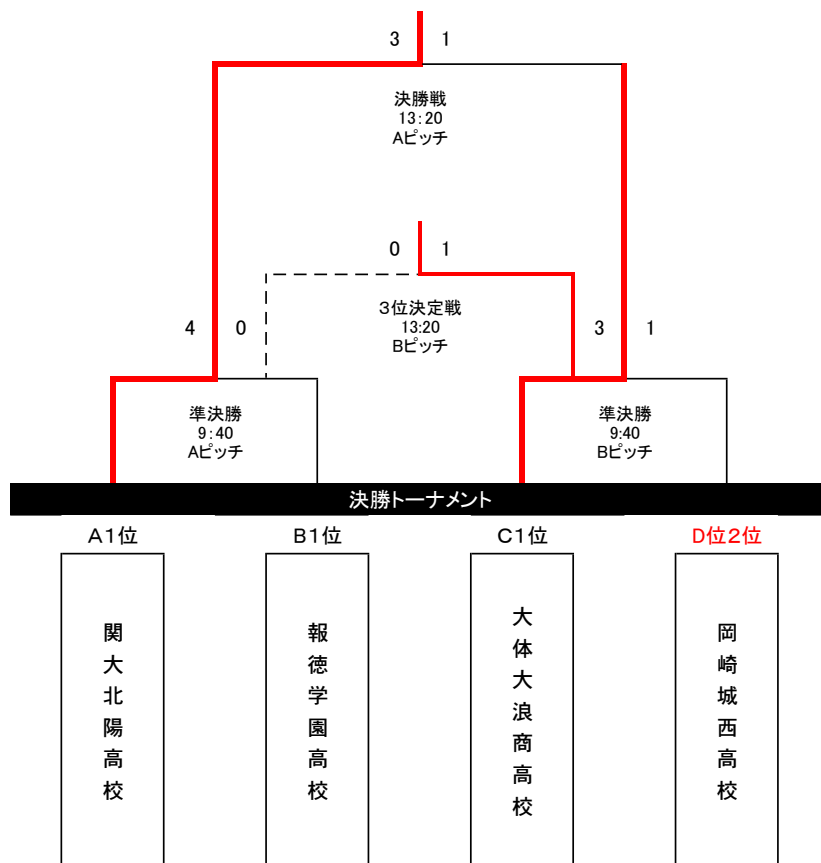 3 1
決勝戦
13:20
Aピッチ
0 1
3位決定戦
13:20
Bピッチ
4 0
3 1
準決勝
9:40
Aピッチ
準決勝
9:40
Bピッチ
決勝トーナメント
A1位
B1位
C1位
D位2位
関大北陽高校
報徳学園高校
大体大浪商高校
岡崎城西高校